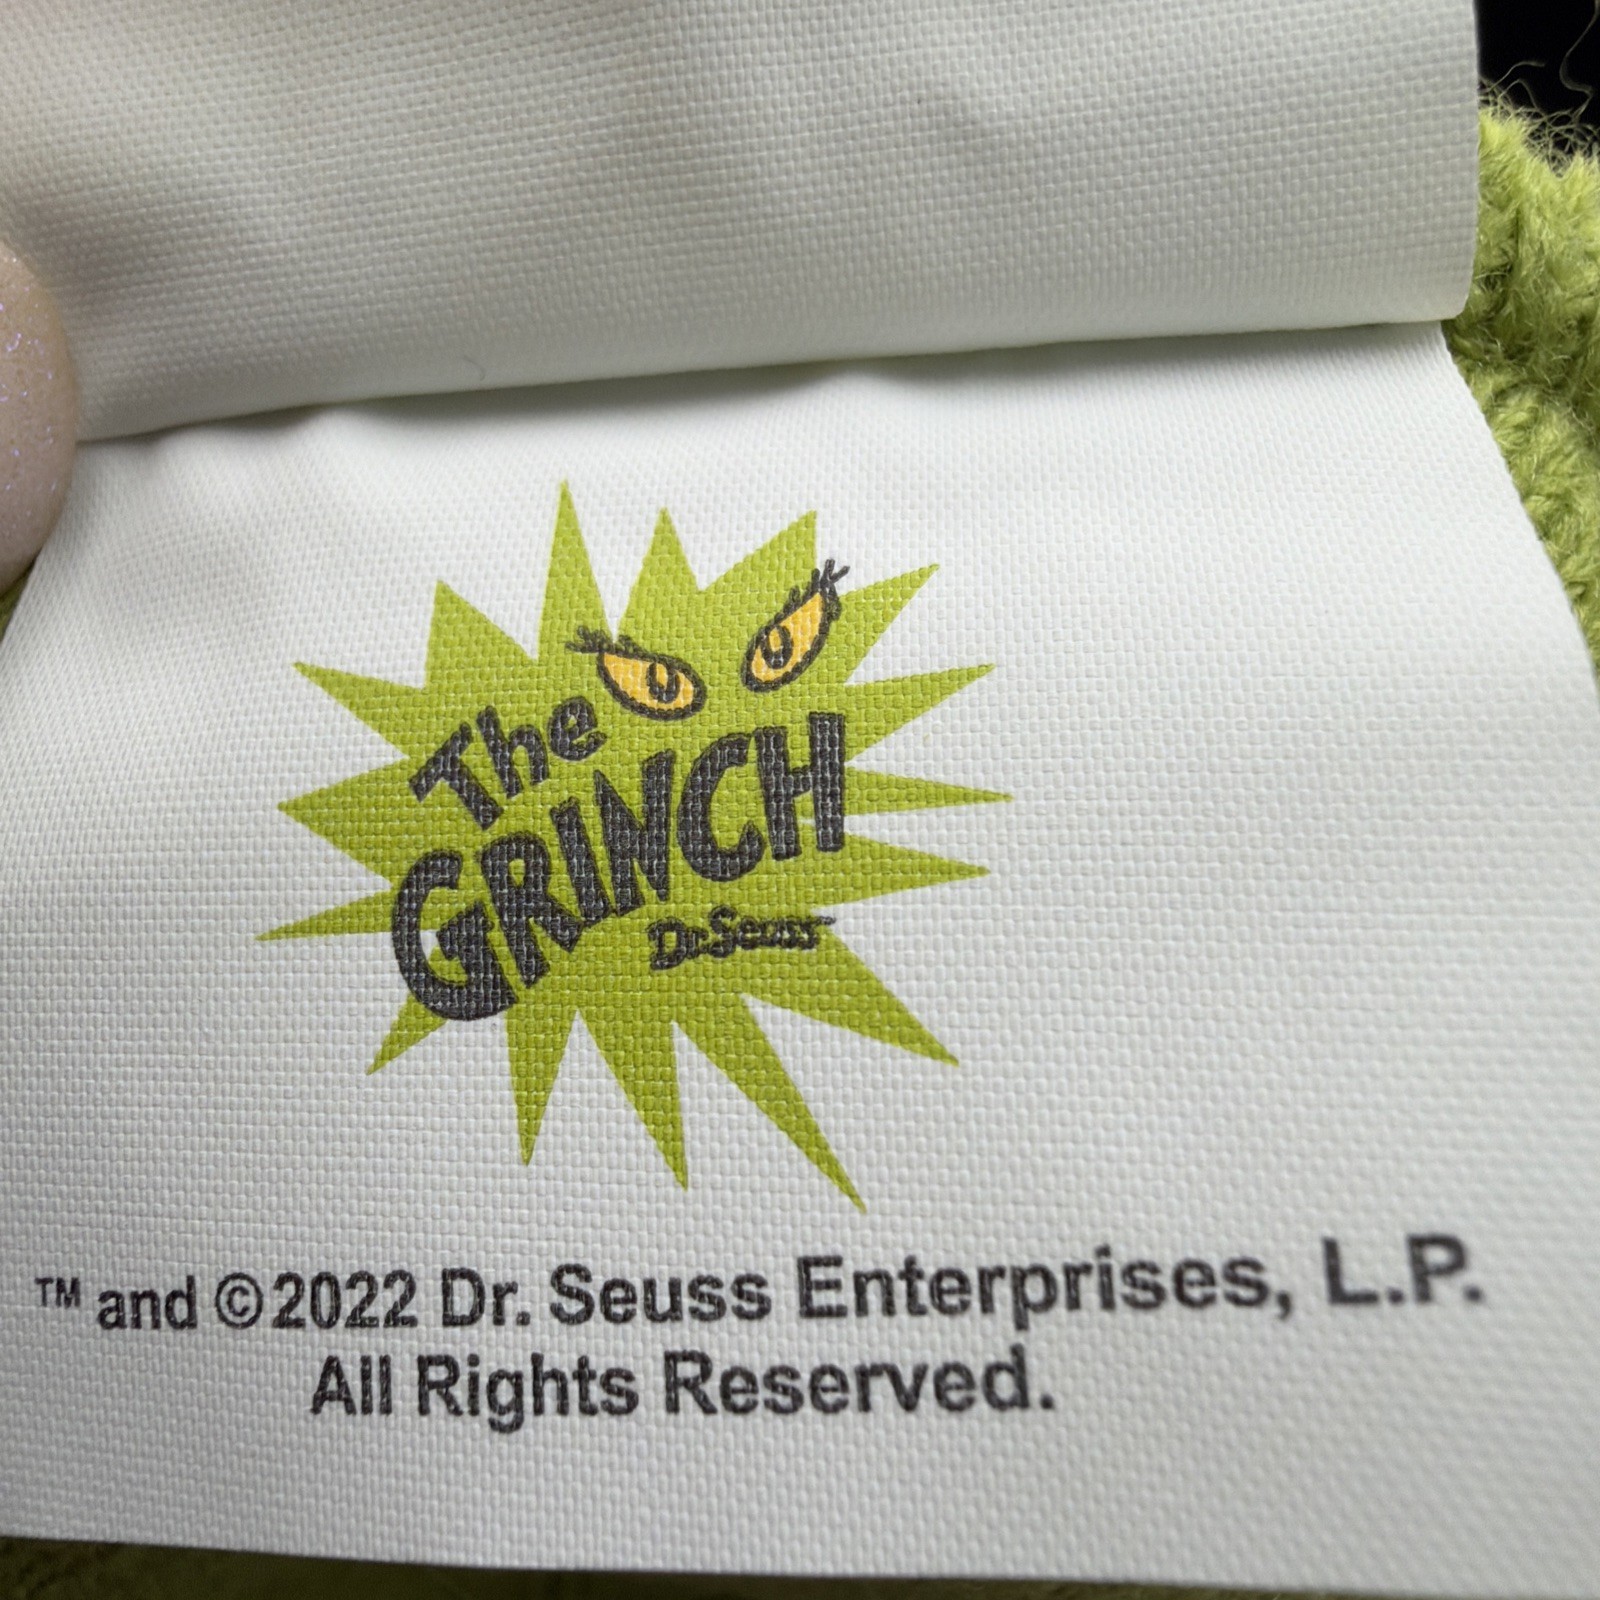 The
GRINCH
Dr. Seuss
™ and ©2022 Dr. Seuss Enterprises, L.P.
All Rights Reserved.